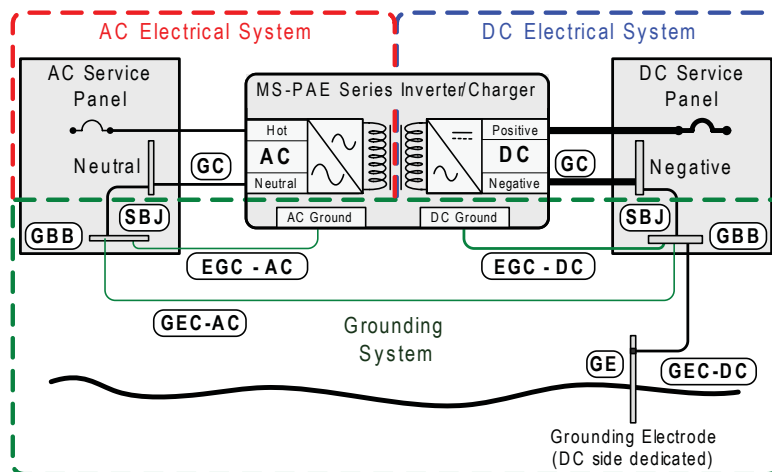 AC Electrical System
DC Electrical System
AC Service
Panel
MS-PAE Series Inverter/Charger
DC Service
Panel
Hot
AC
Neutral
Positive
DC
Negative
Neutral
GC
GC
Negative
SBJ
GBB
AC Ground
DC Ground
SBJ
GBB
EGC - AC
EGC - DC
GEC-AC
Grounding
System
GE
GEC-DC
Grounding Electrode
(DC side dedicated)